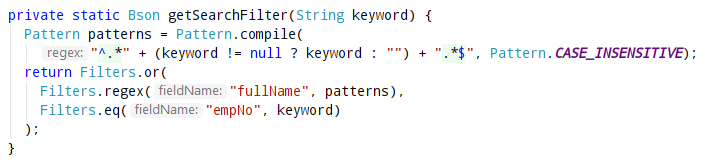 private static Bson getSearchFilter(String keyword) {
Pattern patterns = Pattern.compile(
regex: "^.*" + (keyword != null ? keyword : "") + ".*$", Pattern.CASE_INSENSITIVE);
return Filters.or(
Filters.regex( fieldName: "fullName", patterns),
Filters.eq( fieldName: "empNo", keyword)
);
}